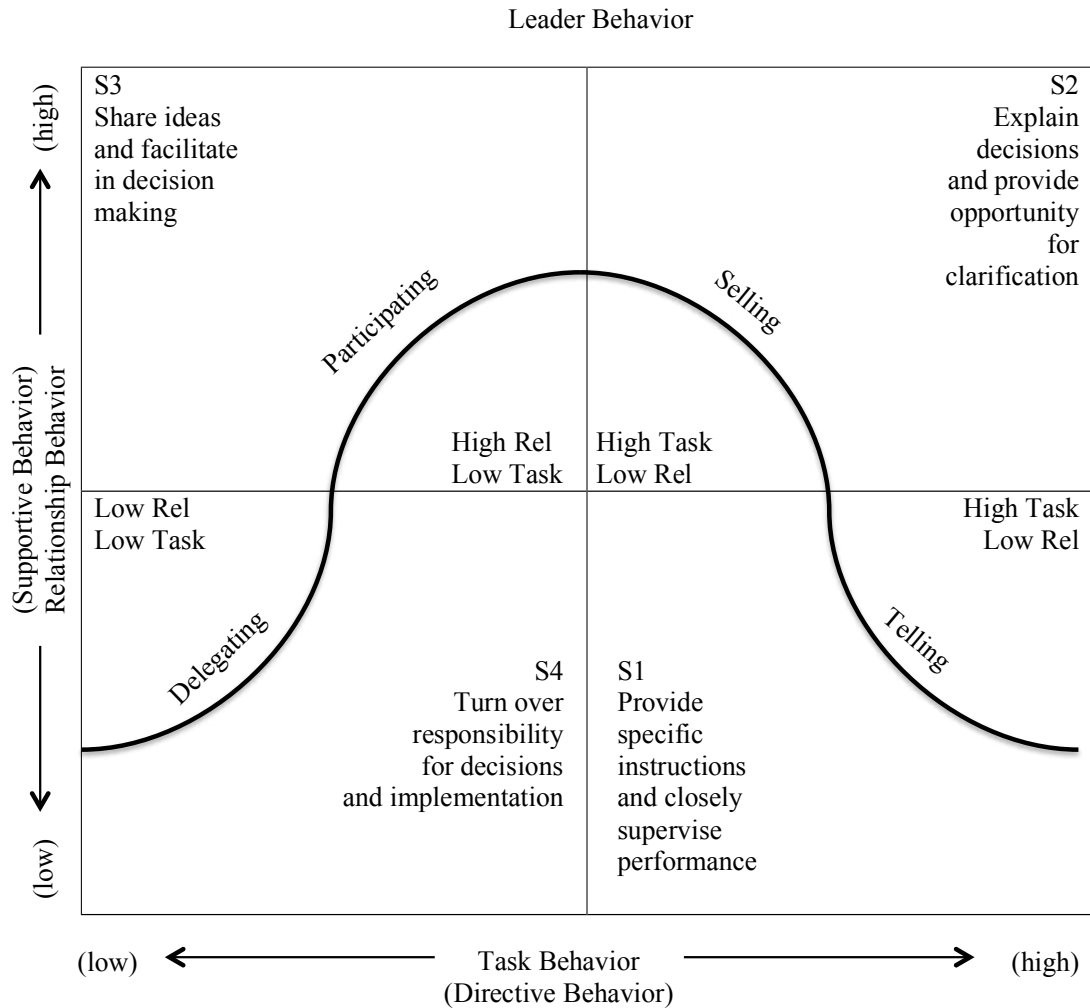 Leader Behavior
S3
Share ideas
and facilitate
in decision
making
S2
Explain
decisions
and provide
opportunity
for
clarification
(high)
(Supportive Behavior)
Relationship Behavior
(low)
Participating
Selling
High Rel
Low Task
High Task
Low Rel
Low Rel
Low Task
High Task
Low Rel
Delegating
Telling
S4
Turn over
responsibility
for decisions
and implementation
S1
Provide
specific
instructions
and closely
supervise
performance
(low)
Task Behavior
(Directive Behavior)
(high)